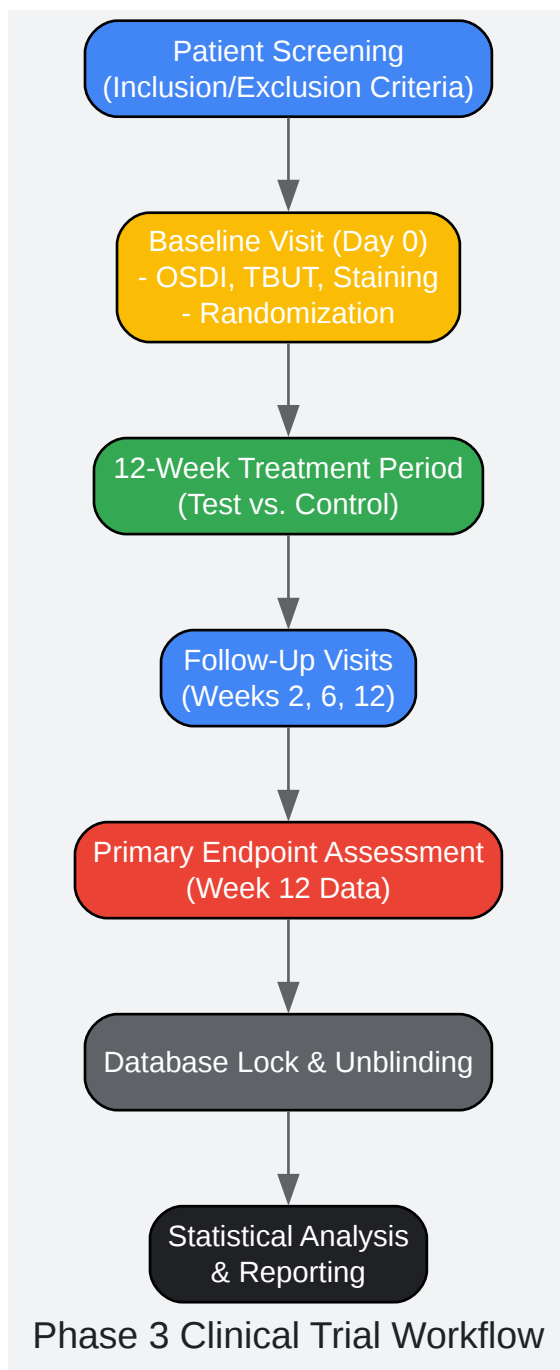 Patient Screening
(Inclusion/Exclusion Criteria)
Baseline Visit (Day 0)
- OSDI, TBUT, Staining
- Randomization
12-Week Treatment Period
(Test vs. Control)
Follow-Up Visits
(Weeks 2, 6, 12)
Primary Endpoint Assessment
(Week 12 Data)
Database Lock & Unblinding
Statistical Analysis
& Reporting
Phase 3 Clinical Trial Workflow